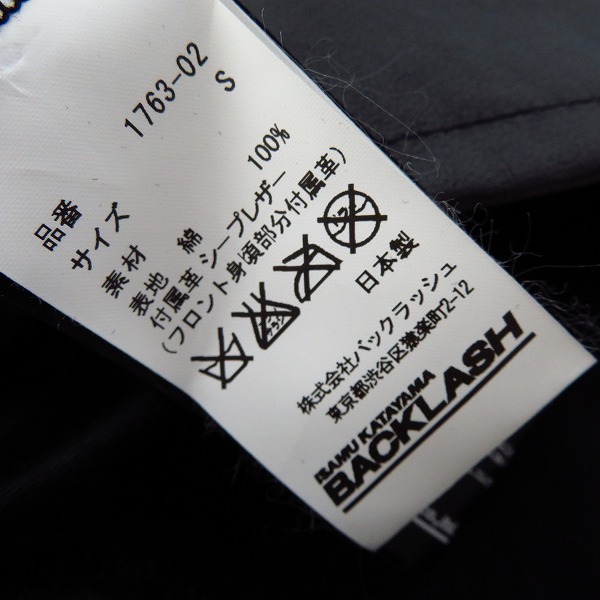 品番 1763-02
サイズ S
素材
表地 綿 100%
付属革 シープレザー
(フロント身頃部分付属革)
日本製
株式会社バックラッシュ
東京都渋谷区猿楽町2-12
ISAMU KATAYAMA
BACKLASH